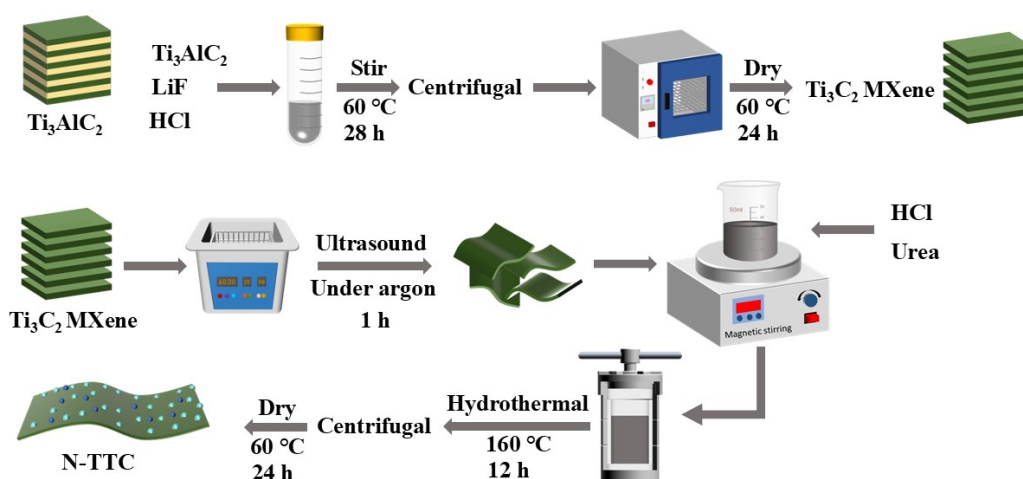 Ti₃AlC₂
Ti₃AlC₂
LiF
HCl
Stir
60 ℃
28 h
Centrifugal
Dry
60 ℃
24 h
Ti₃C₂ MXene
Ti₃C₂ MXene
Ultrasound
Under argon
1 h
50ml
HCl
Urea
Magnetic stirring
Hydrothermal
160 ℃
12 h
Centrifugal
Dry
60 ℃
24 h
N-TTC